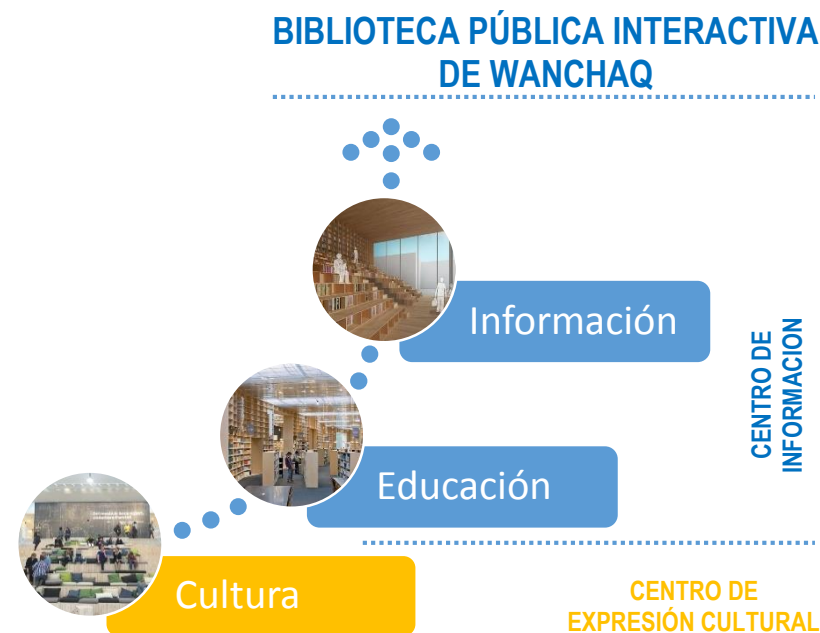 BIBLIOTECA PÚBLICA INTERACTIVA
DE WANCHAQ
Información
CENTRO DE
INFORMACION
Educación
Cultura
CENTRO DE
EXPRESIÓN CULTURAL